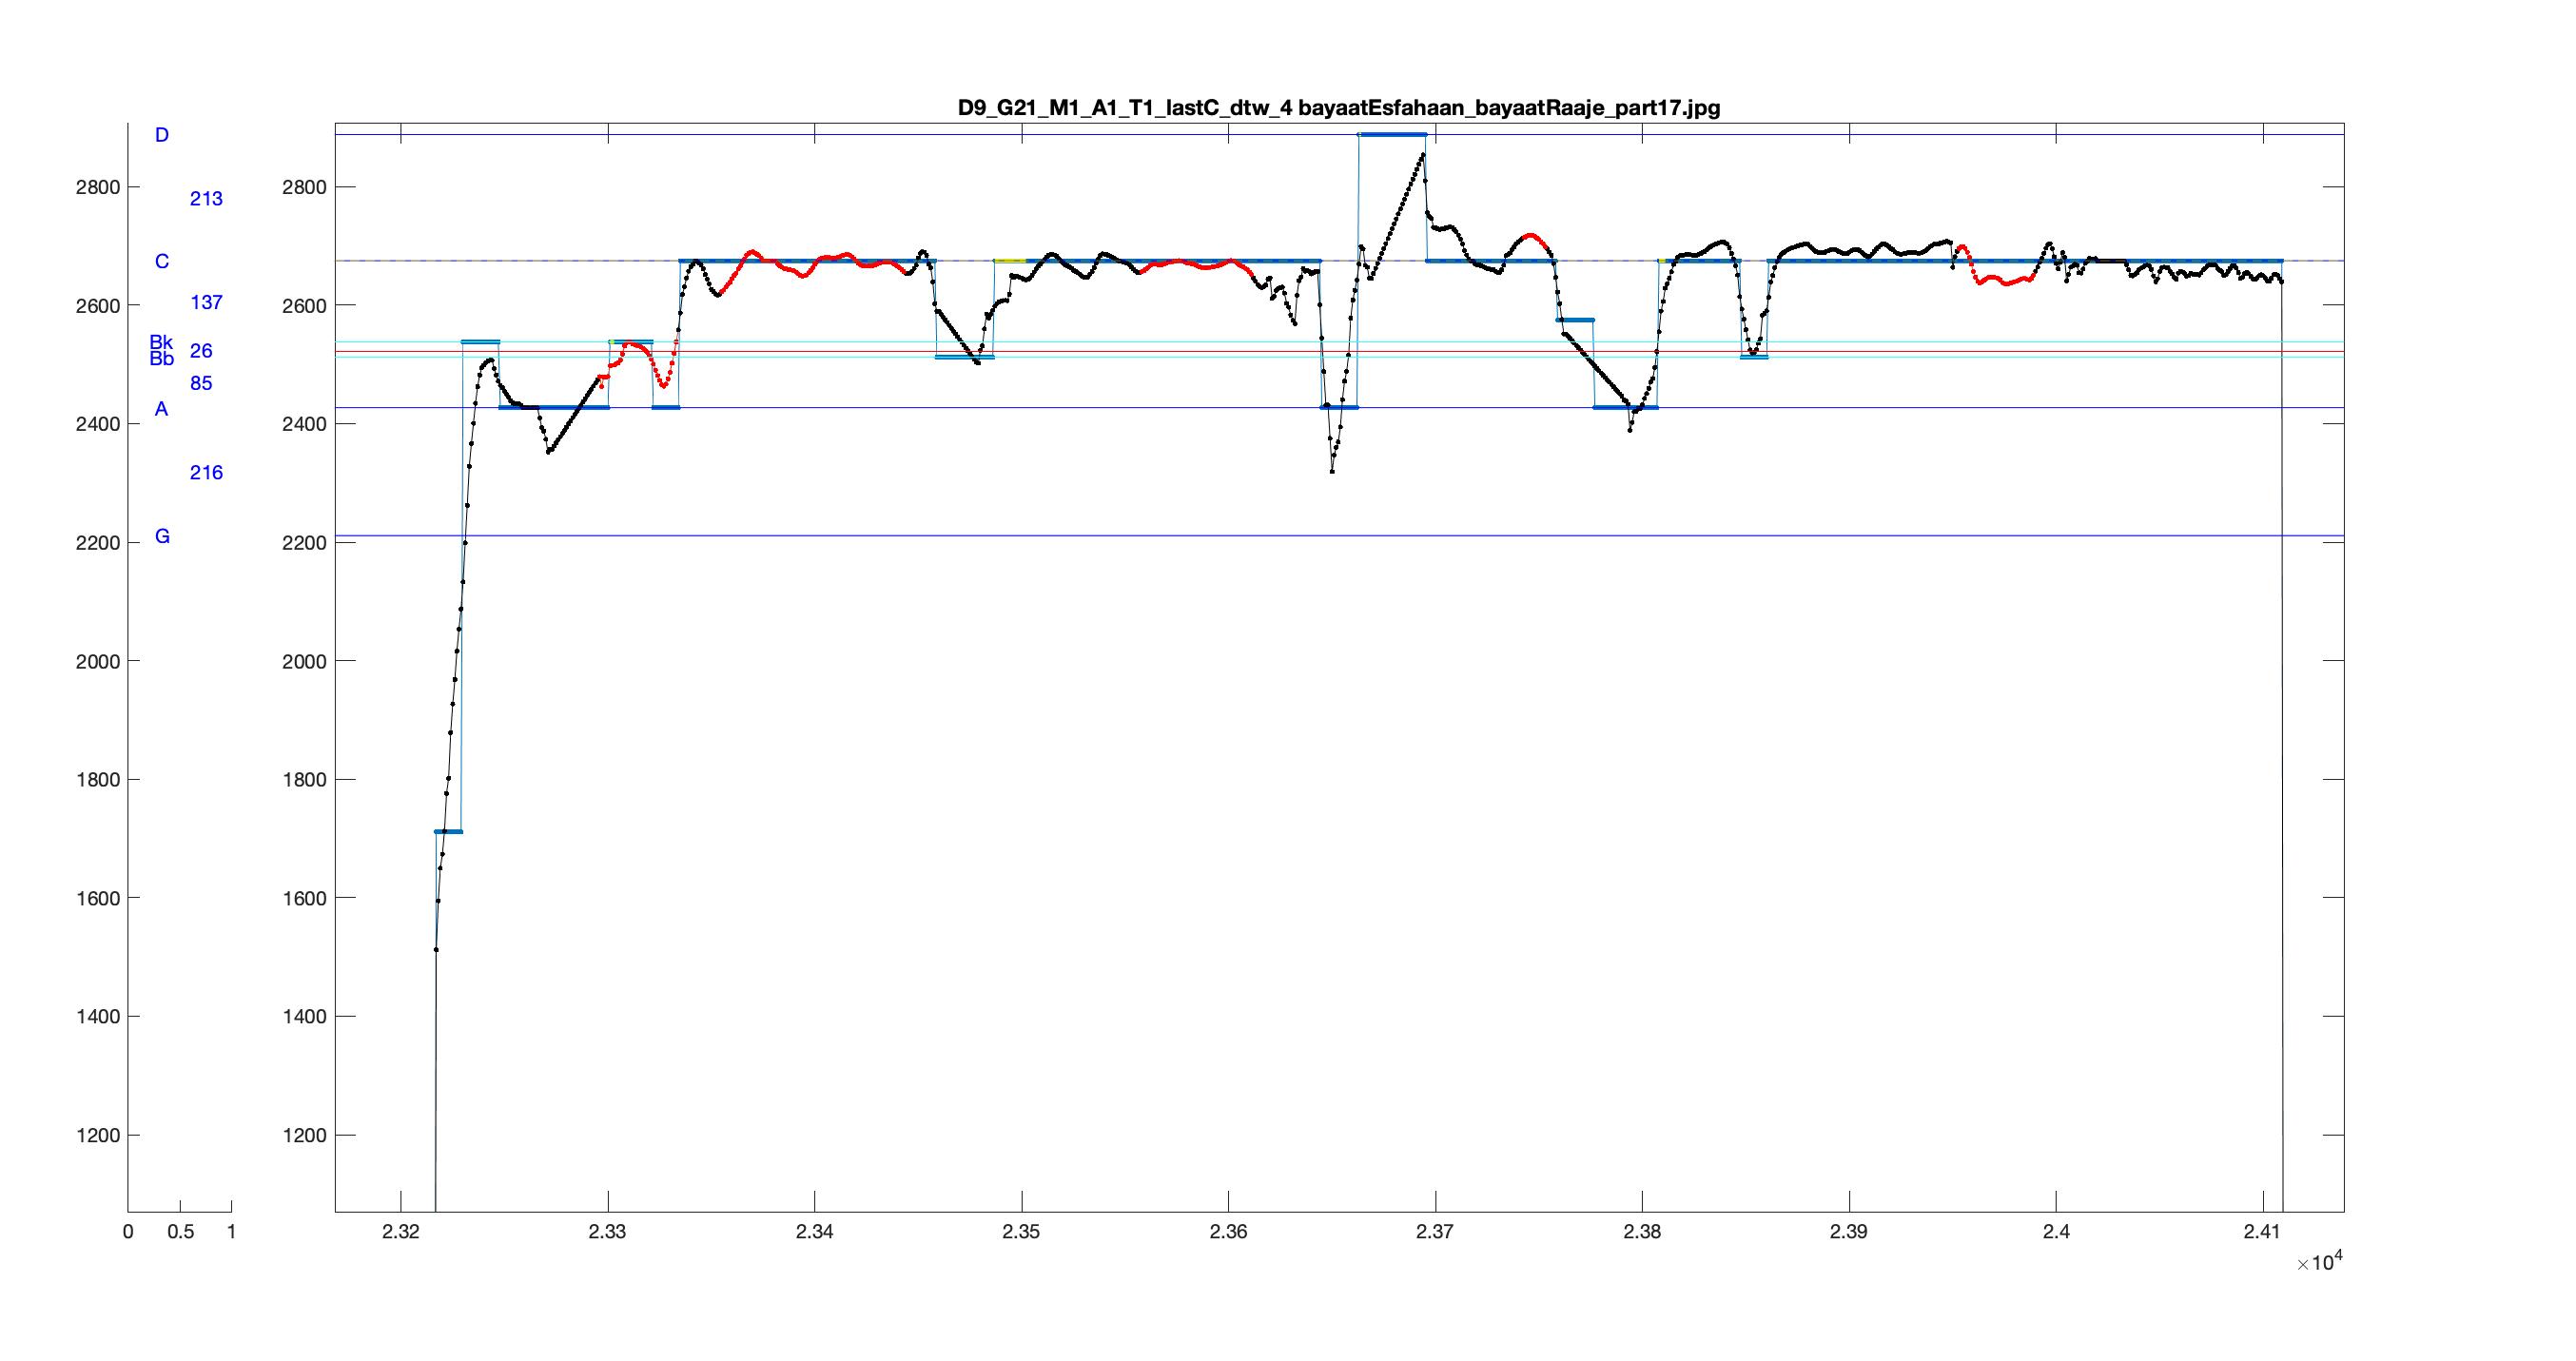 D9_G21_M1_A1_T1_lastC_dtw_4 bayaatEsfahaan_bayaatRaaje_part17.jpg
D
2800 213 2800
C
2600 137 2600
Bk
26
Bb
85
A
2400 2400
216
G
2200 2200
2000 2000
1800 1800
1600 1600
1400 1400
1200 1200
0 0.5 1 2.32 2.33 2.34 2.35 2.36 2.37 2.38 2.39 2.4 2.41
×10⁴